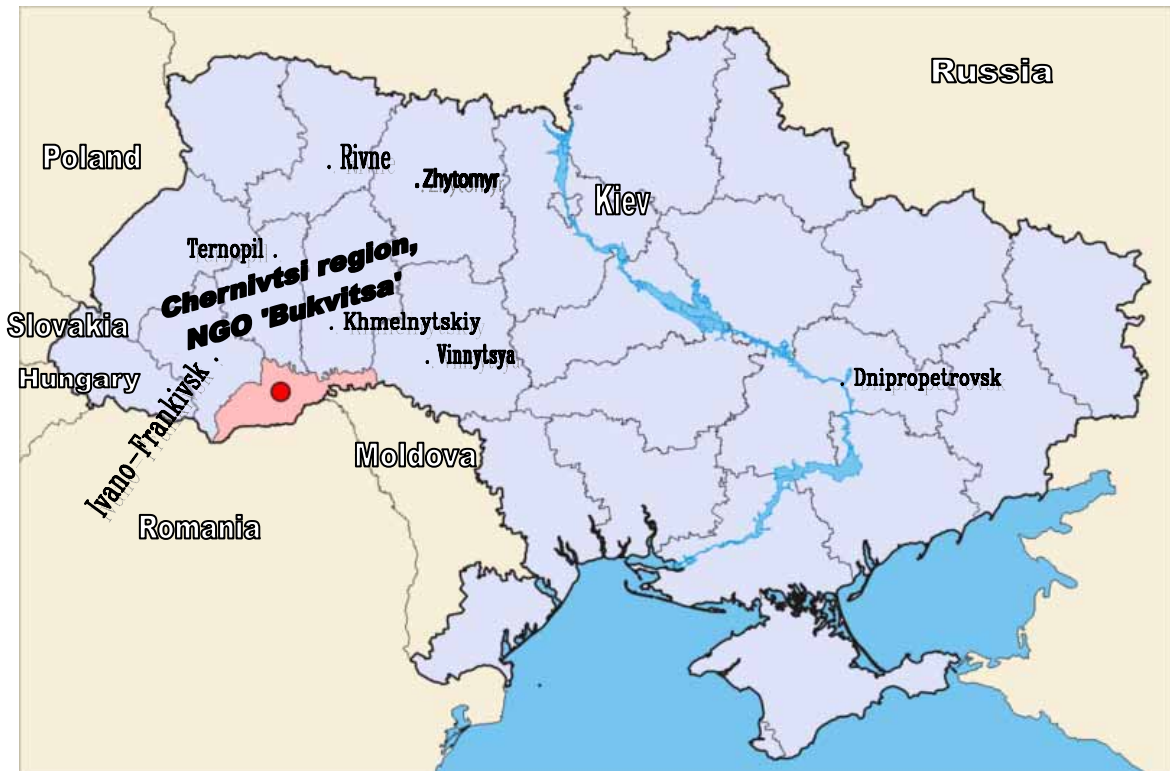 Russia
Poland
Rivne
Zhytomyr
Kiev
Ternopil
Chernivtsi region,
NGO 'Bukvitsa'
Slovakia
Khmelnytskiy
Vinnytsya
Hungary
Dnipropetrovsk
Ivano-Frankivsk
Moldova
Romania